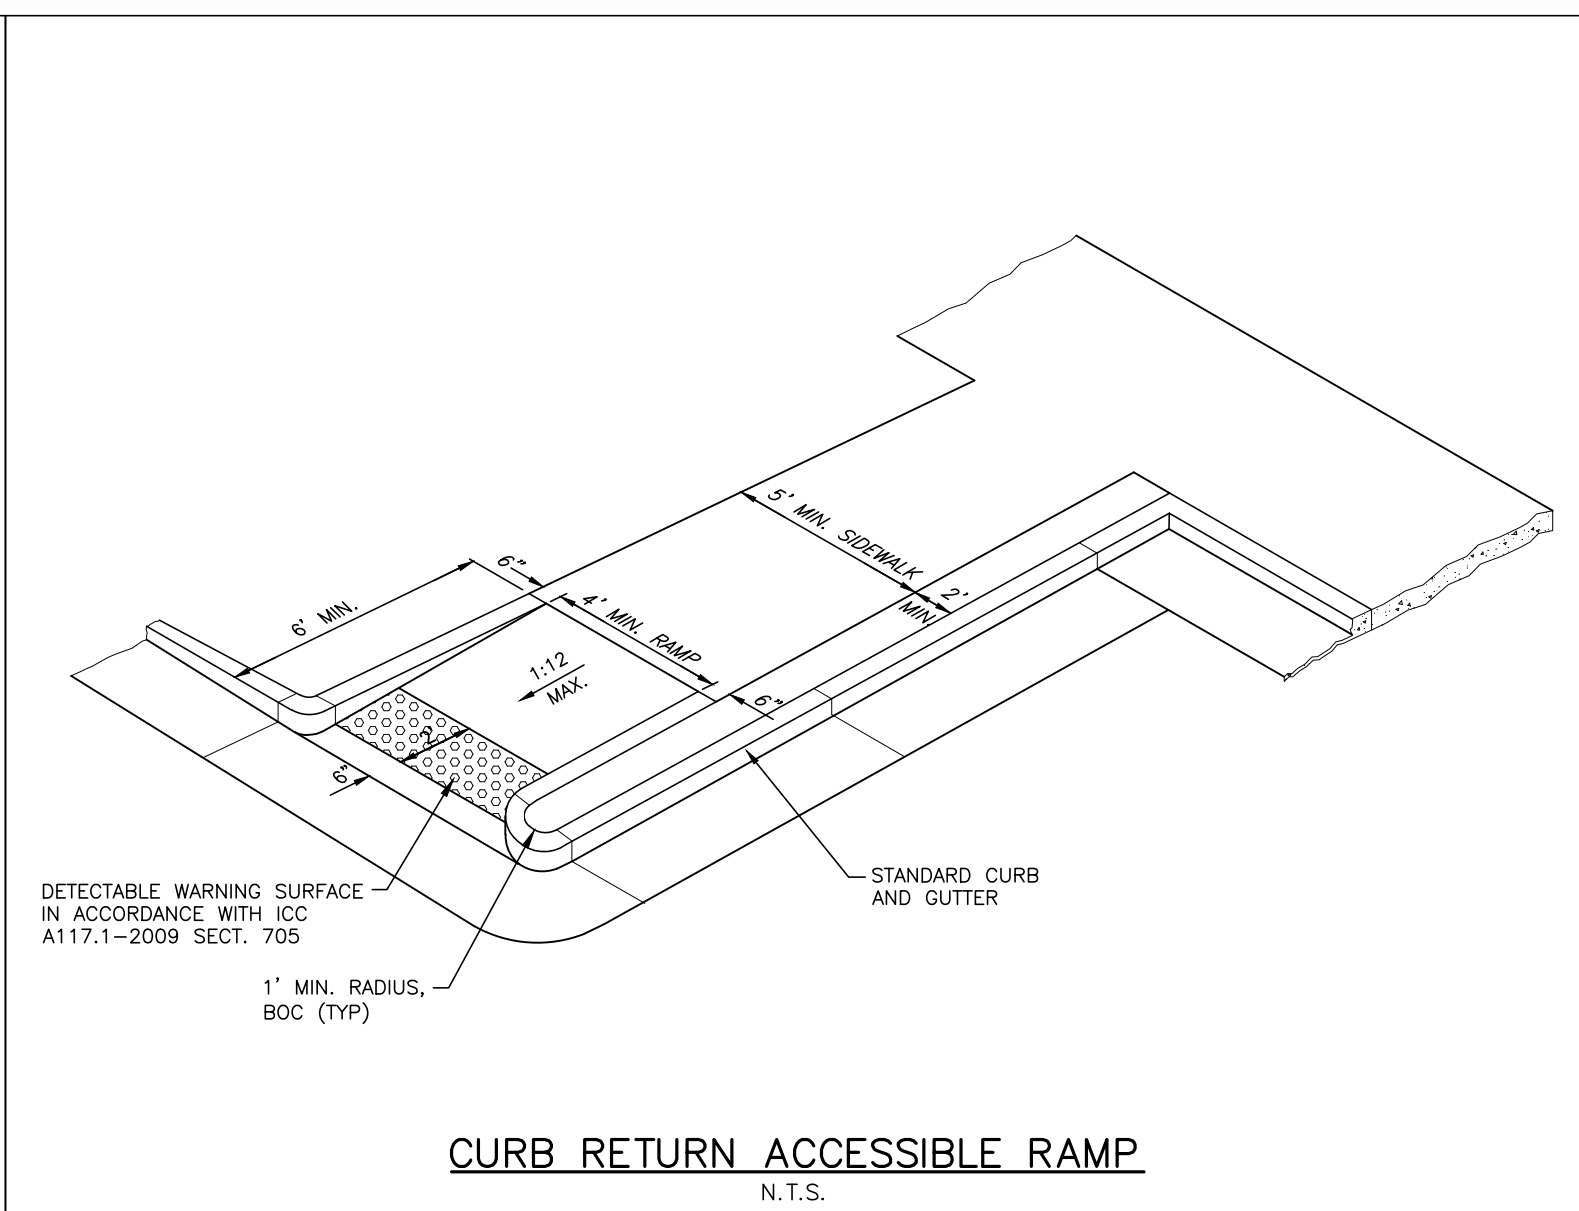 5' MIN. SIDEWALK
2'
MIN.
6"
4' MIN. RAMP
6' MIN.
1:12
MAX.
6"
2'
6"
STANDARD CURB
AND GUTTER
DETECTABLE WARNING SURFACE
IN ACCORDANCE WITH ICC
A117.1-2009 SECT. 705
1' MIN. RADIUS,
BOC (TYP)
CURB RETURN ACCESSIBLE RAMP
N.T.S.